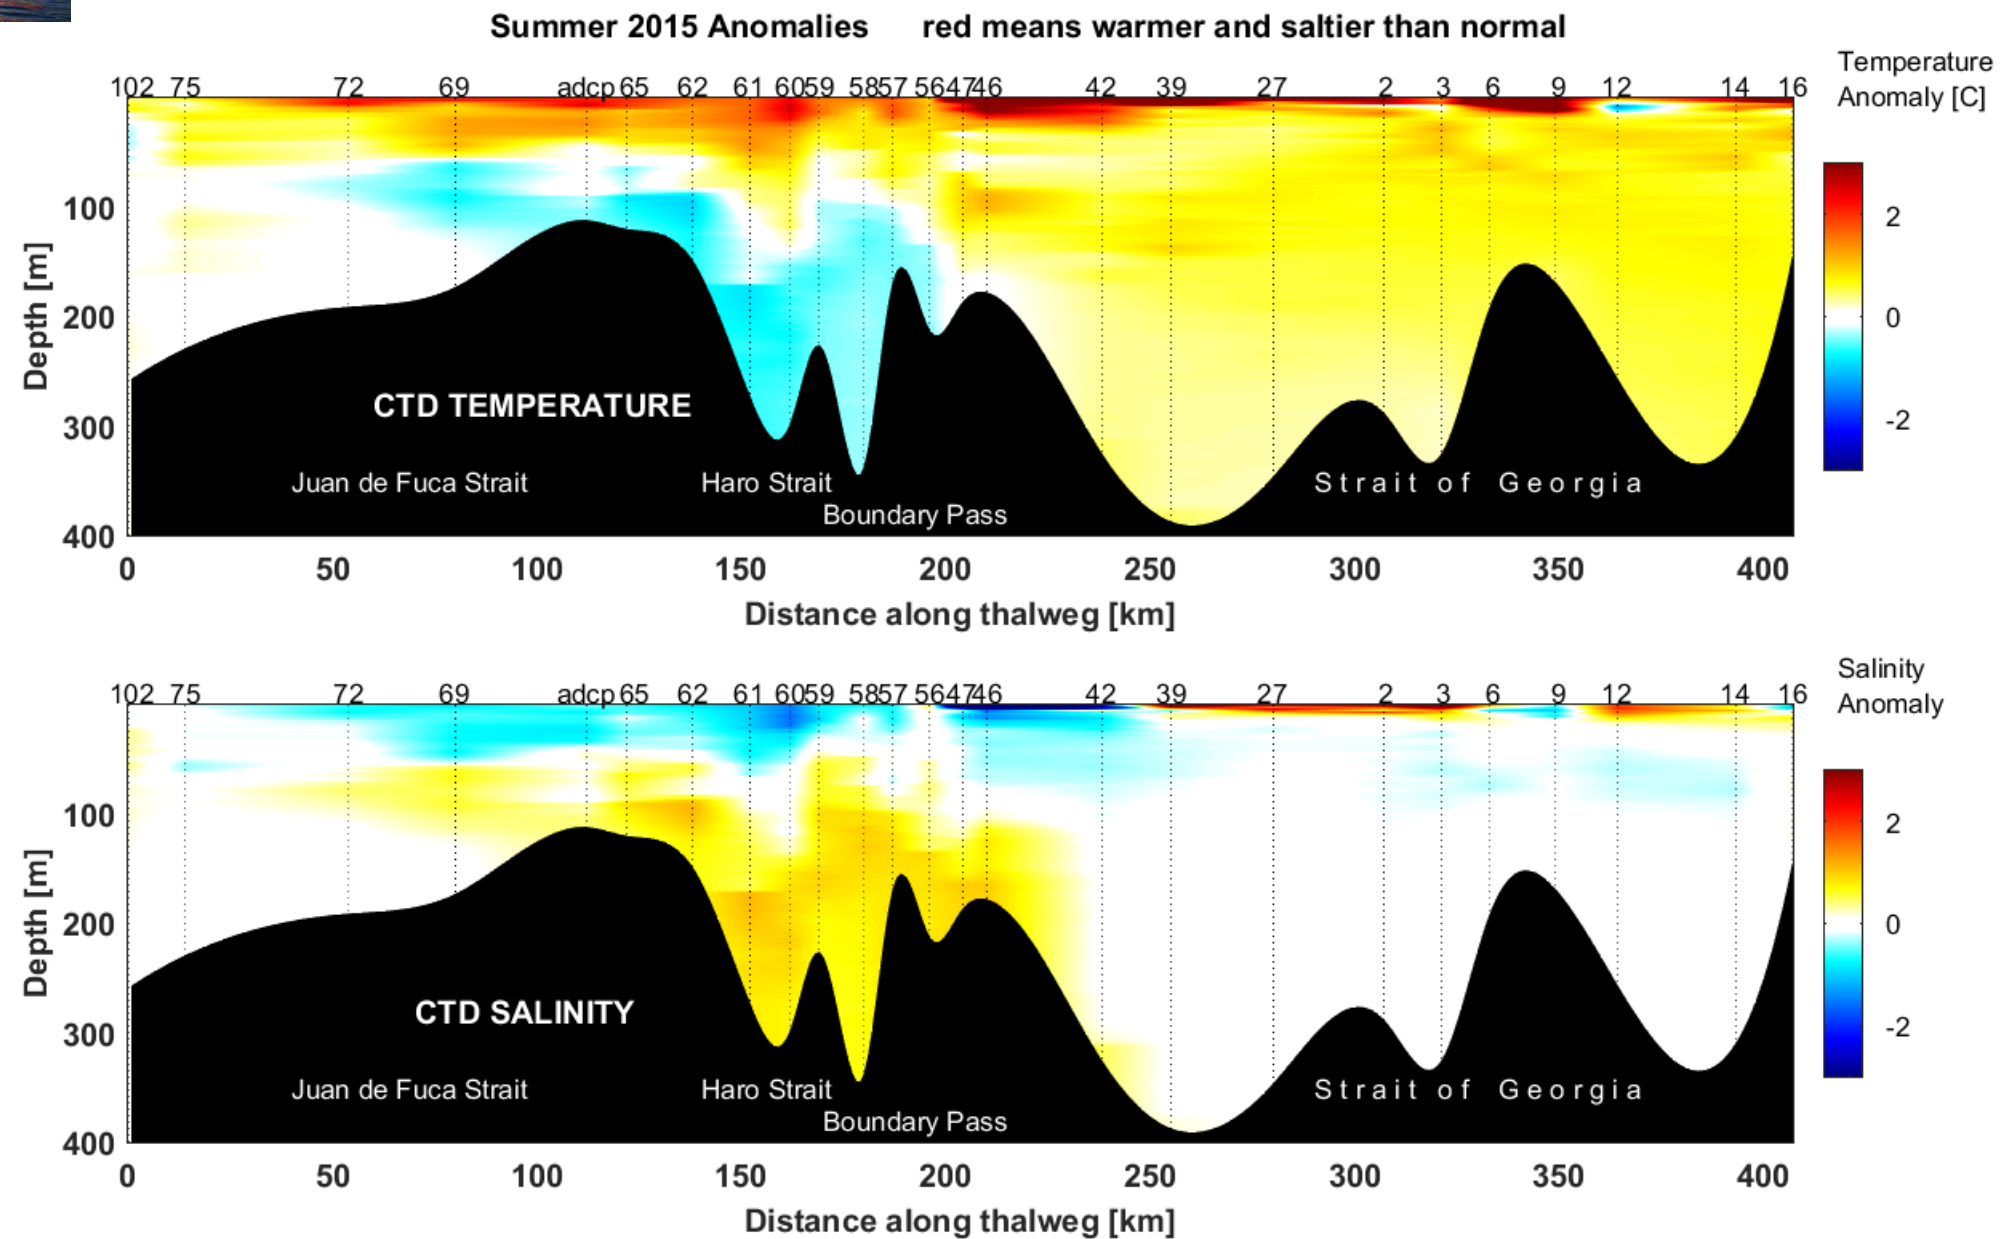 Summer 2015 Anomalies red means warmer and saltier than normal
Temperature
Anomaly [C]
102 75 72 69 adcp 65 62 61 60 59 58 57 56 47 46 42 39 27 2 3 6 9 12 14 16
2
0
-2
Depth [m]
100
200
300
400
CTD TEMPERATURE
Juan de Fuca Strait
Haro Strait
Boundary Pass
Strait of Georgia
0 50 100 150 200 250 300 350 400
Distance along thalweg [km]
Salinity
Anomaly
102 75 72 69 adcp 65 62 61 60 59 58 57 56 47 46 42 39 27 2 3 6 9 12 14 16
2
0
-2
Depth [m]
100
200
300
400
CTD SALINITY
Juan de Fuca Strait
Haro Strait
Boundary Pass
Strait of Georgia
0 50 100 150 200 250 300 350 400
Distance along thalweg [km]